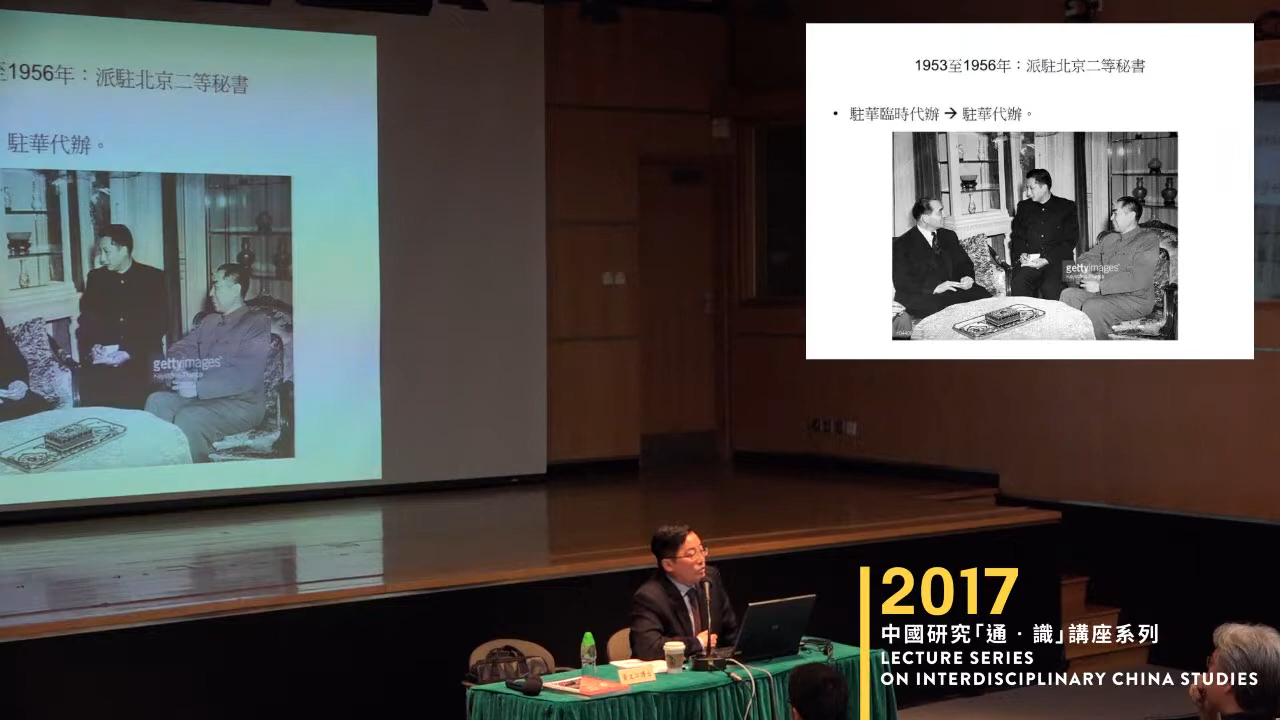 至1956年：派駐北京二等秘書
駐華代辦。
gettyimages®
1953至1956年：派駐北京二等秘書
• 駐華臨時代辦 → 駐華代辦。
gettyimages®
2017
中國研究「通‧識」講座系列
LECTURE SERIES
ON INTERDISCIPLINARY CHINA STUDIES